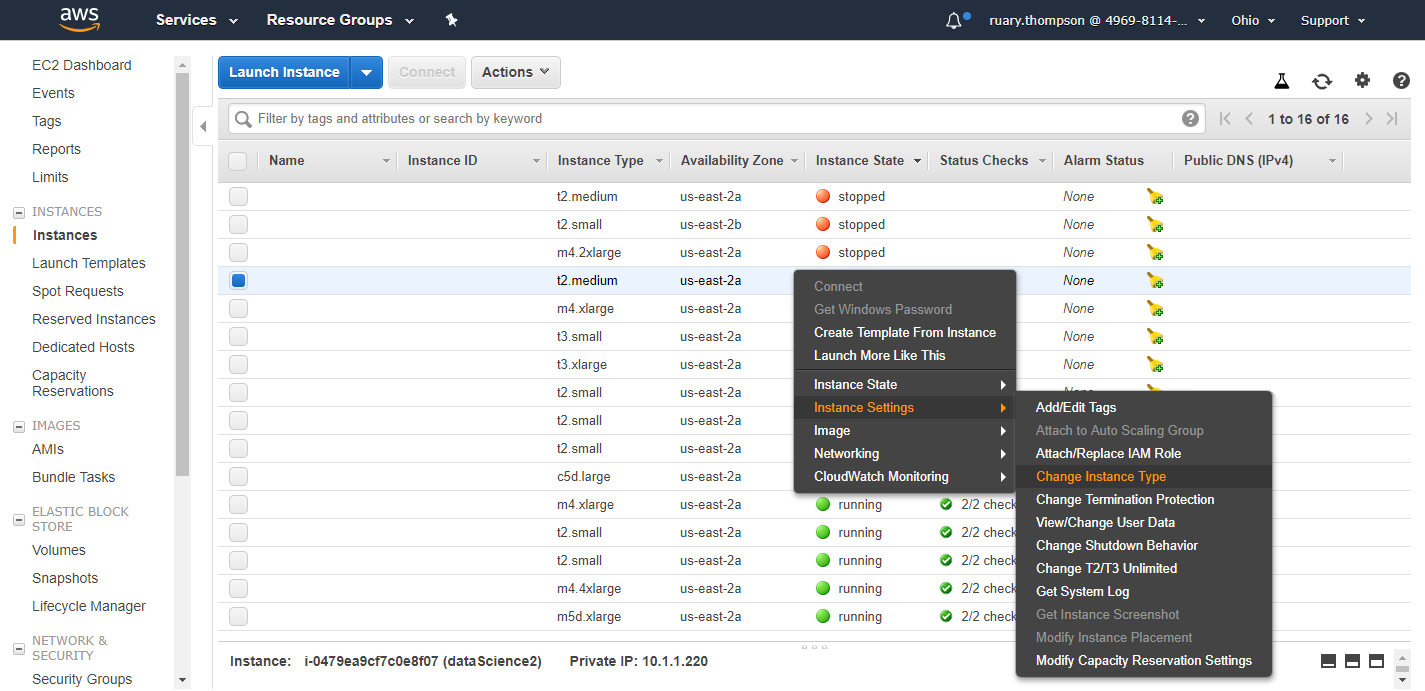 aws Services Resource Groups ruary.thompson @ 4969-8114-... Ohio Support
EC2 Dashboard
Events
Tags
Reports
Limits
INSTANCES
Instances
Launch Templates
Spot Requests
Reserved Instances
Dedicated Hosts
Capacity
Reservations
IMAGES
AMIs
Bundle Tasks
ELASTIC BLOCK
STORE
Volumes
Snapshots
Lifecycle Manager
NETWORK &
SECURITY
Security Groups
Launch Instance Connect Actions
Filter by tags and attributes or search by keyword 1 to 16 of 16
Name Instance ID Instance Type Availability Zone Instance State Status Checks Alarm Status Public DNS (IPv4)
t2.medium us-east-2a stopped None
t2.small us-east-2b stopped None
m4.2xlarge us-east-2a stopped None
t2.medium us-east-2a None
m4.xlarge us-east-2a None
t3.small us-east-2a None
t3.xlarge us-east-2a None
t2.small us-east-2a None
t2.small us-east-2a
t2.small us-east-2a
c5d.large us-east-2a
m4.xlarge us-east-2a running 2/2 check
t2.small us-east-2a running 2/2 check
t2.small us-east-2a running 2/2 check
m4.4xlarge us-east-2a running 2/2 check
m5d.xlarge us-east-2a running 2/2 check
Connect
Get Windows Password
Create Template From Instance
Launch More Like This
Instance State
Instance Settings
Image
Networking
CloudWatch Monitoring
Add/Edit Tags
Attach to Auto Scaling Group
Attach/Replace IAM Role
Change Instance Type
Change Termination Protection
View/Change User Data
Change Shutdown Behavior
Change T2/T3 Unlimited
Get System Log
Get Instance Screenshot
Modify Instance Placement
Modify Capacity Reservation Settings
Instance: i-0479ea9cf7c0e8f07 (dataScience2) Private IP: 10.1.1.220